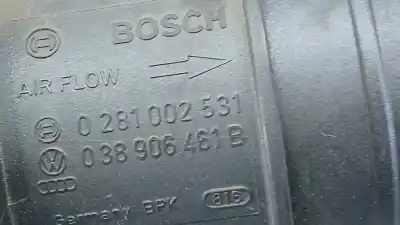 BOSCH
AIR FLOW
0 281 002 531
038 906 461 B
Germany BPK 816